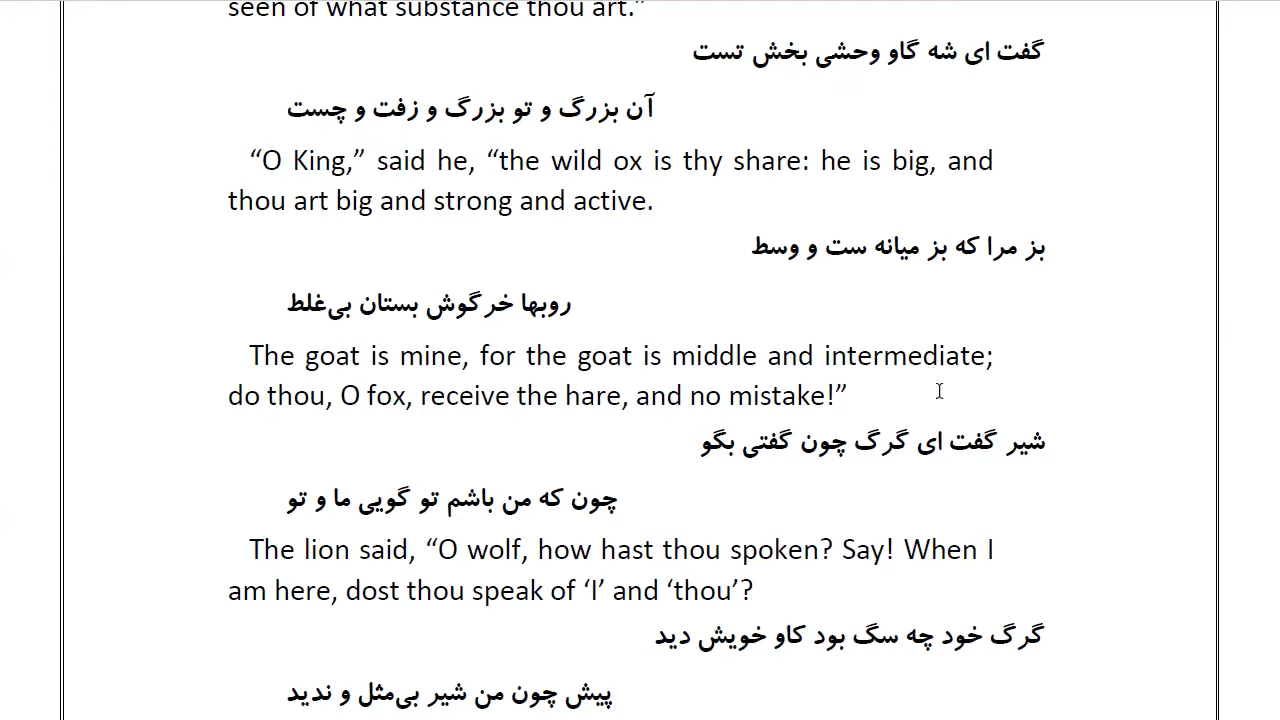 seen of what substance thou art.”
گفت ای شه گاو وحشی بخش تست
آن بزرگ و تو بزرگ و زفت و چست
“O King,” said he, “the wild ox is thy share: he is big, and
thou art big and strong and active.
بز مرا که بز میانه ست و وسط
روبها خرگوش بستان بی‌غلط
The goat is mine, for the goat is middle and intermediate;
do thou, O fox, receive the hare, and no mistake!”
شیر گفت ای گرگ چون گفتی بگو
چون که من باشم تو گویی ما و تو
The lion said, “O wolf, how hast thou spoken? Say! When I
am here, dost thou speak of ‘I’ and ‘thou’?
گرگ خود چه سگ بود کاو خویش دید
پیش چون من شیر بی‌مثل و ندید